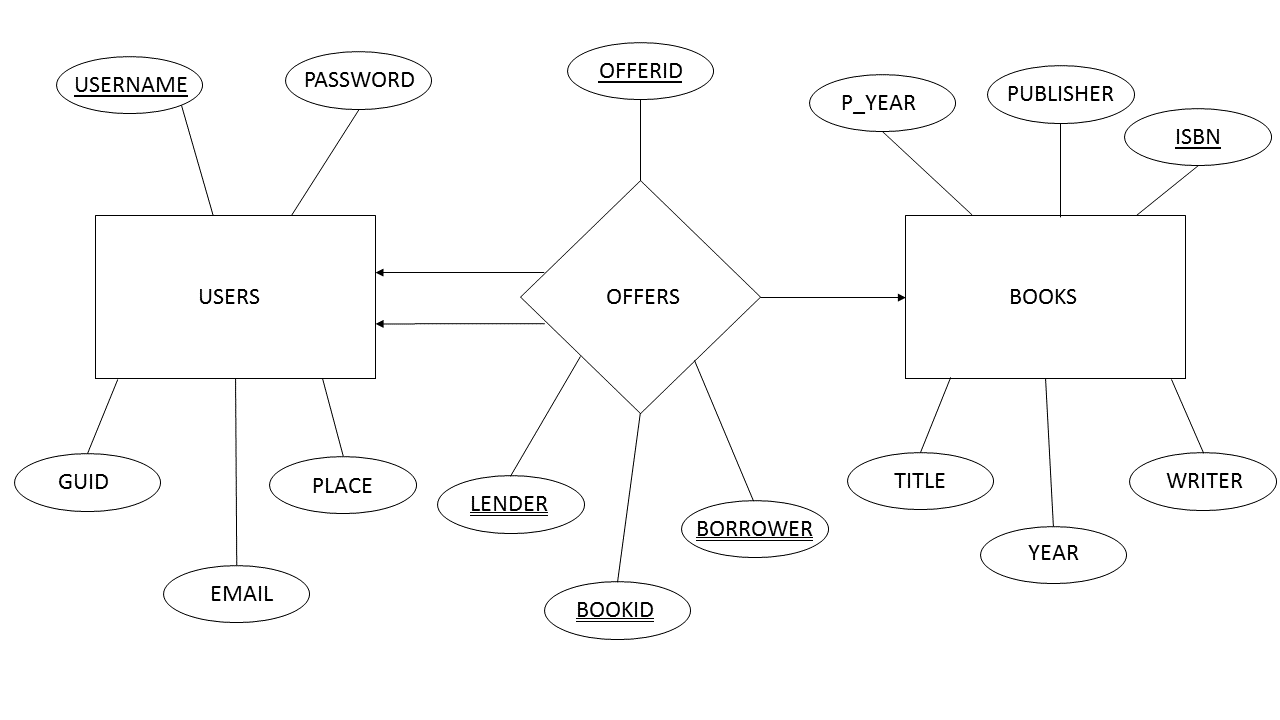 USERNAME
PASSWORD
OFFERID
P_YEAR
PUBLISHER
ISBN
USERS
OFFERS
BOOKS
GUID
PLACE
EMAIL
LENDER
BORROWER
BOOKID
TITLE
WRITER
YEAR